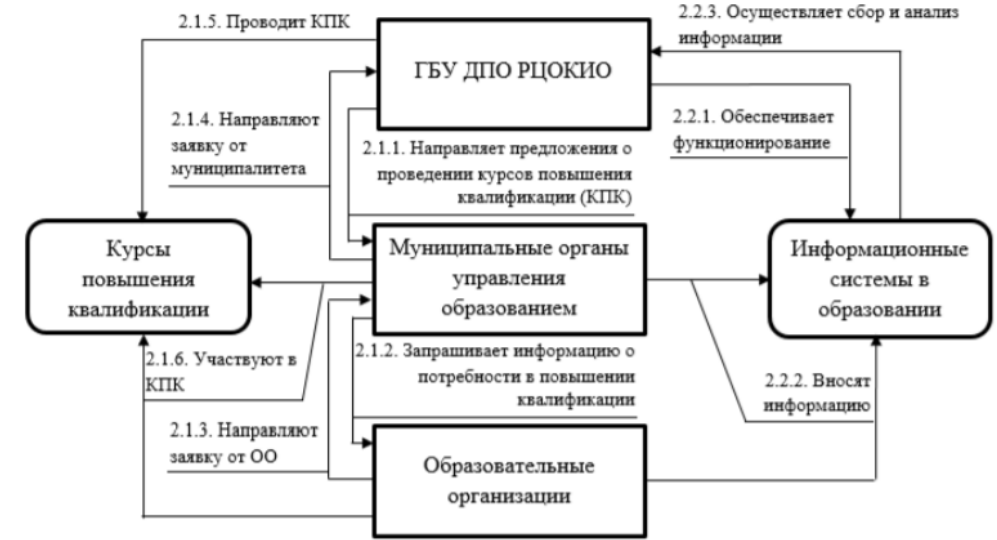 2.1.5. Проводит КПК
2.2.3. Осуществляет сбор и анализ
информации
ГБУ ДПО РЦОКИО
2.1.4. Направляют
заявку от
муниципалитета
2.2.1. Обеспечивает
функционирование
2.1.1. Направляет предложения о
проведении курсов повышения
квалификации (КПК)
Курсы
повышения
квалификации
Муниципальные органы
управления
образованием
Информационные
системы в
образовании
2.1.6. Участвуют в
КПК
2.1.2. Запрашивает информацию о
потребности в повышении
квалификации
2.2.2. Вносят
информацию
2.1.3. Направляют
заявку от ОО
Образовательные
организации